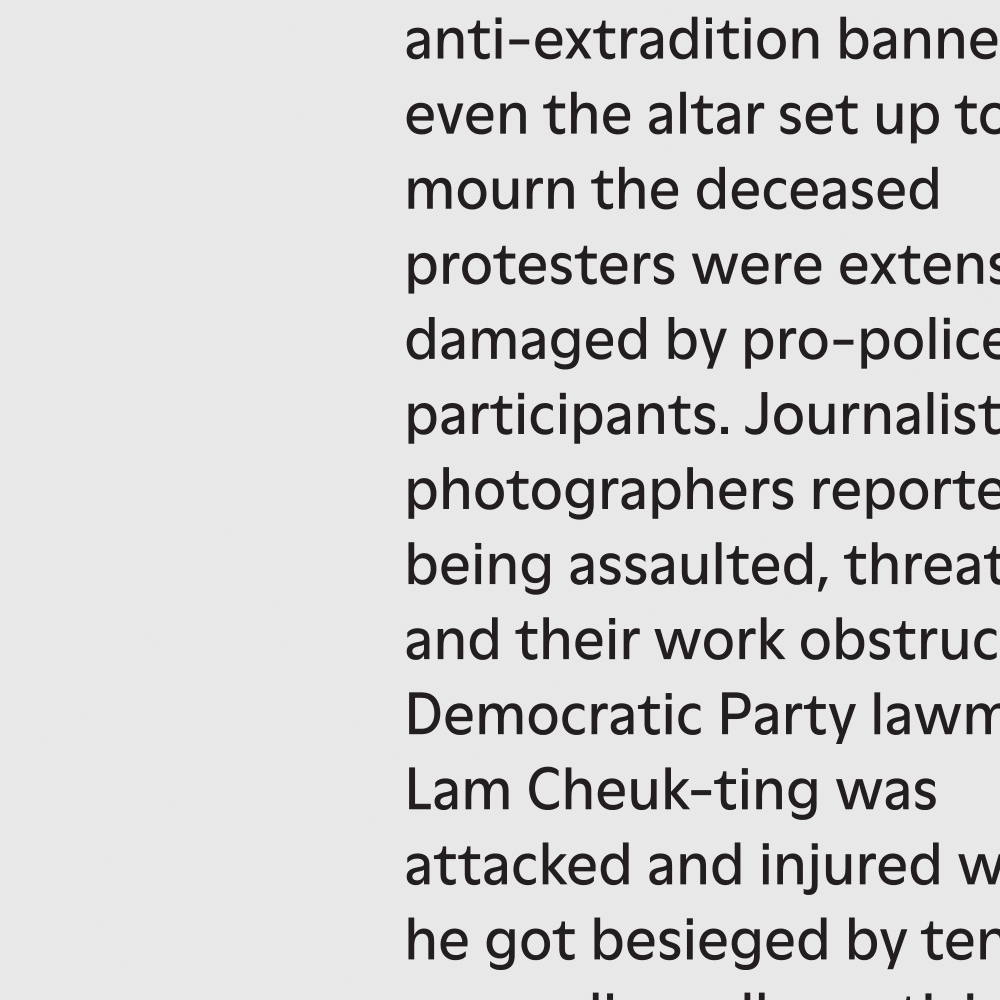 anti-extradition banne
even the altar set up to
mourn the deceased
protesters were extens
damaged by pro-police
participants. Journalist
photographers reporte
being assaulted, threat
and their work obstruc
Democratic Party lawm
Lam Cheuk-ting was
attacked and injured w
he got besieged by ten